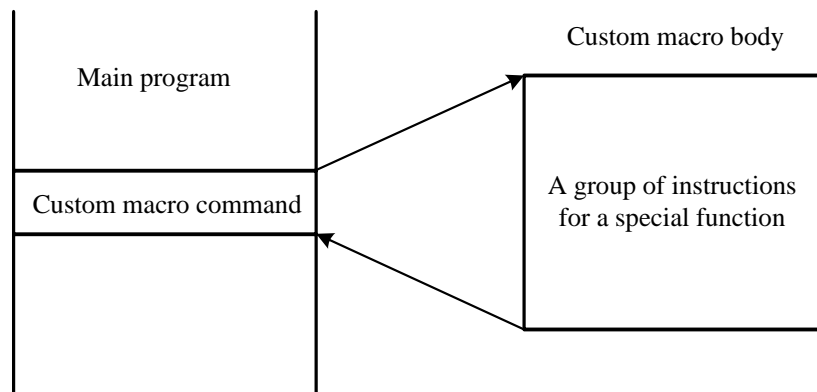 Custom macro body
Main program
Custom macro command
A group of instructions
for a special function